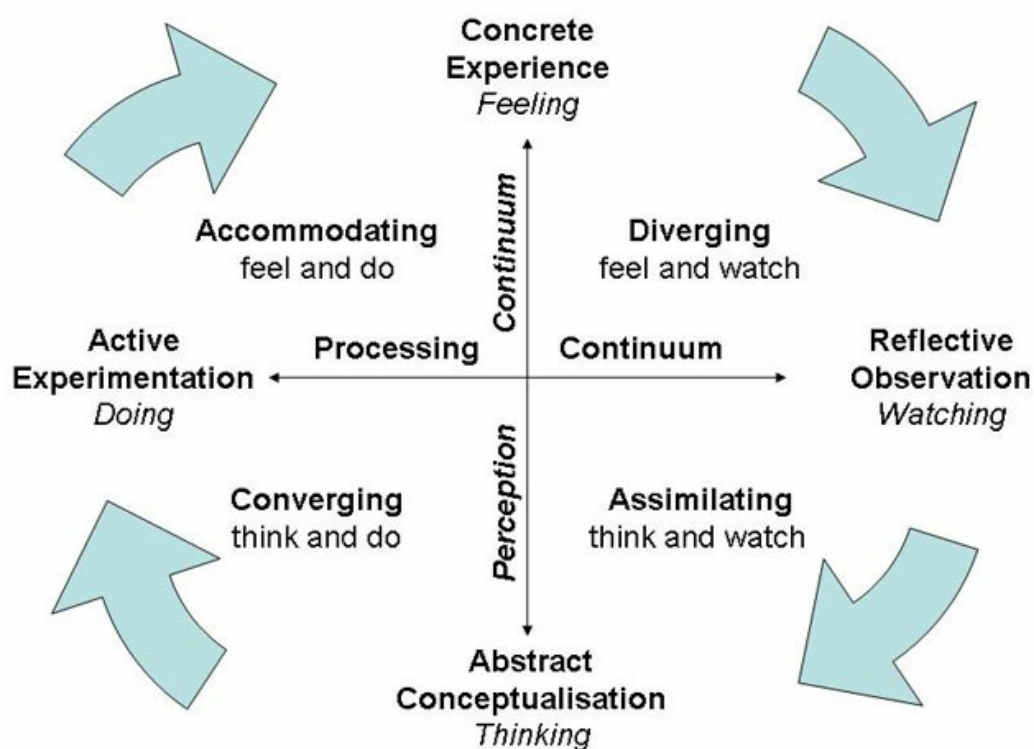 Concrete
Experience
Feeling
Continuum
Accommodating
feel and do
Diverging
feel and watch
Active
Experimentation
Doing
Processing
Continuum
Reflective
Observation
Watching
Perception
Converging
think and do
Assimilating
think and watch
Abstract
Conceptualisation
Thinking